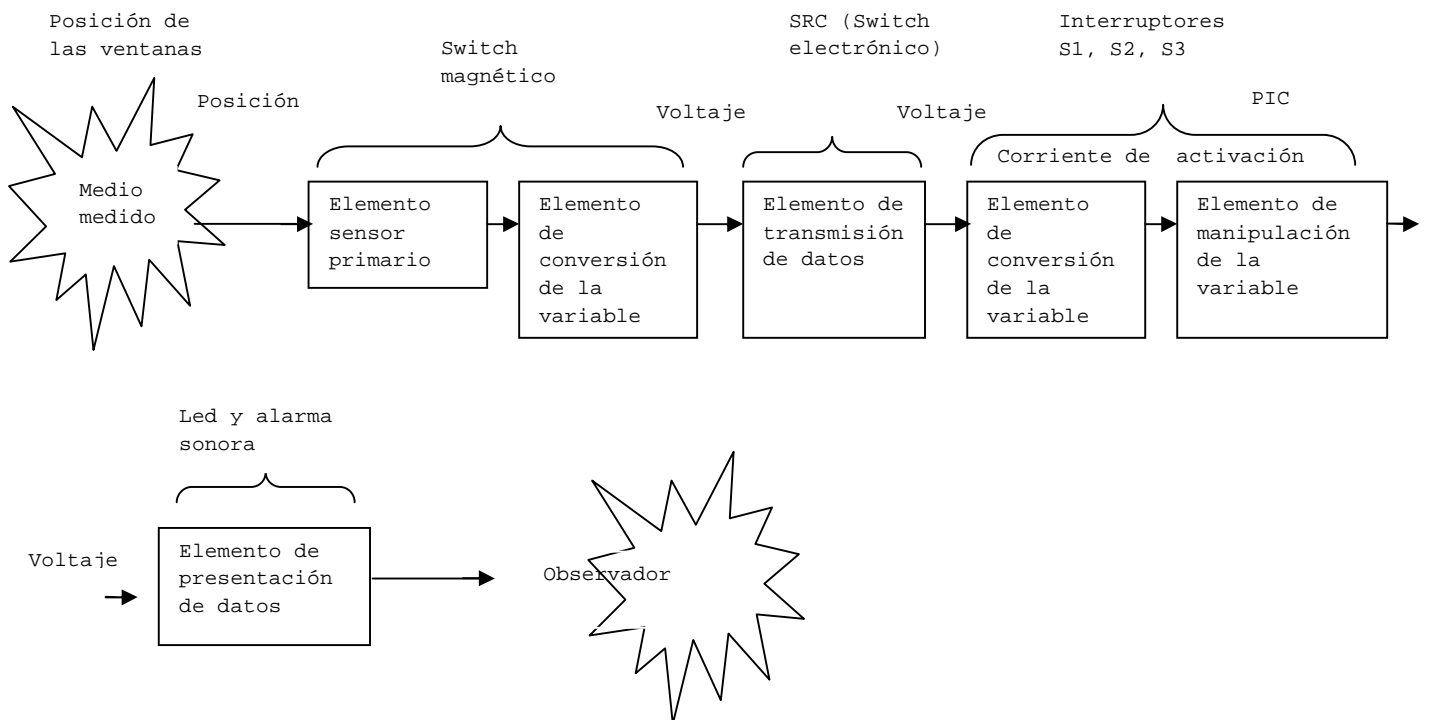 Posición de
las ventanas
Switch
magnético
SRC (Switch
electrónico)
Interruptores
S1, S2, S3
Posición
Voltaje
Voltaje
PIC
Corriente de activación
Medio
medido
Elemento
sensor
primario
Elemento
de
conversión
de la
variable
Elemento de
transmisión
de datos
Elemento
de
conversión
de la
variable
Elemento de
manipulación
de la
variable
Led y alarma
sonora
Voltaje
Elemento de
presentación
de datos
Observador